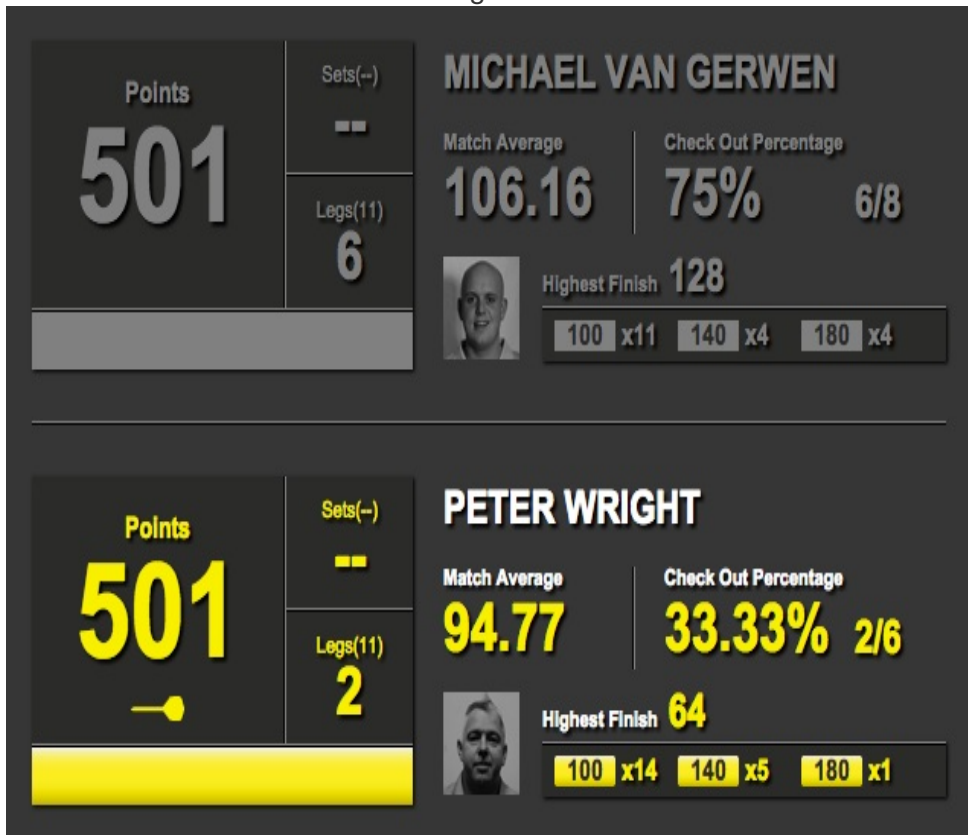 MICHAEL VAN GERWEN
Points
501
Sets(--)
--
Legs(11)
6
Match Average
106.16
Check Out Percentage
75% 6/8
Highest Finish 128
100 x11 140 x4 180 x4
PETER WRIGHT
Points
501
Sets(--)
--
Legs(11)
2
Match Average
94.77
Check Out Percentage
33.33% 2/6
Highest Finish 64
100 x14 140 x5 180 x1